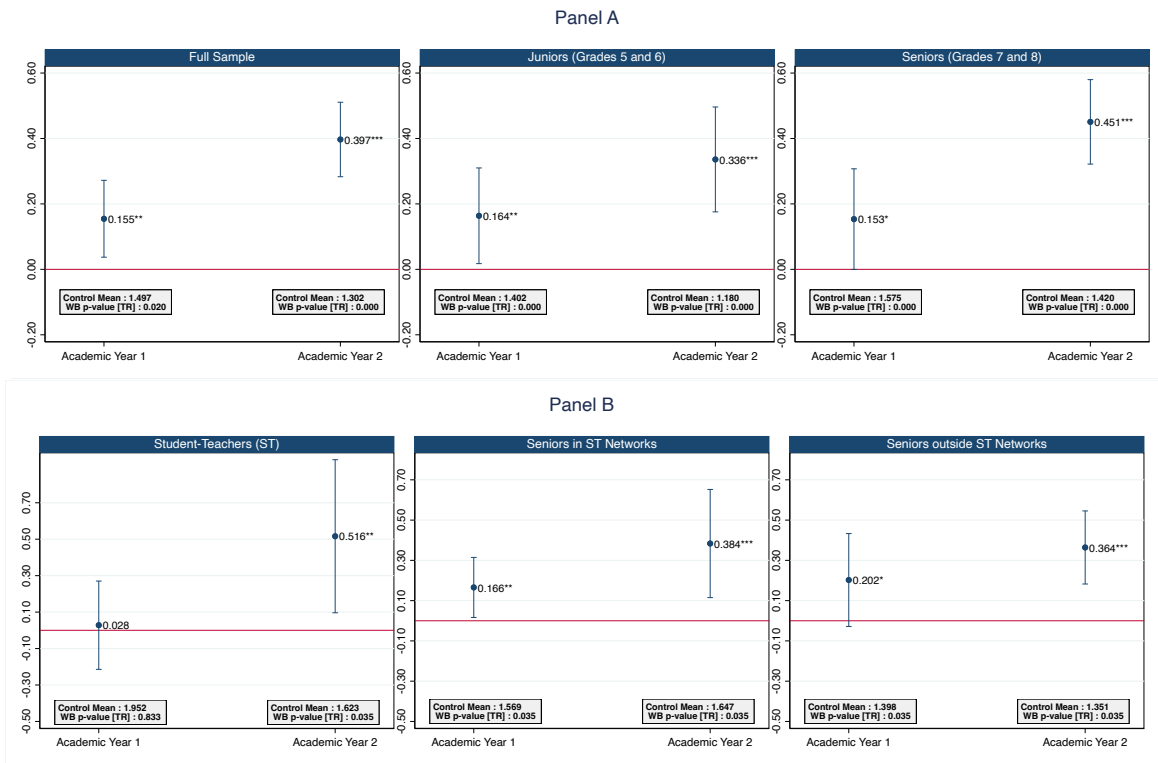 Panel A
Full Sample
Juniors (Grades 5 and 6)
Seniors (Grades 7 and 8)
0.60
0.40
0.20
0.00
-0.20
0.155**
0.397***
Control Mean : 1.497
WB p-value [TR] : 0.020
Control Mean : 1.302
WB p-value [TR] : 0.000
Academic Year 1
Academic Year 2
0.60
0.40
0.20
0.00
-0.20
0.164**
0.336***
Control Mean : 1.402
WB p-value [TR] : 0.000
Control Mean : 1.180
WB p-value [TR] : 0.000
Academic Year 1
Academic Year 2
0.60
0.40
0.20
0.00
-0.20
0.153*
0.451***
Control Mean : 1.575
WB p-value [TR] : 0.000
Control Mean : 1.420
WB p-value [TR] : 0.000
Academic Year 1
Academic Year 2
Panel B
Student-Teachers (ST)
Seniors in ST Networks
Seniors outside ST Networks
0.70
0.50
0.30
0.10
-0.10
-0.30
-0.50
0.028
0.516**
Control Mean : 1.952
WB p-value [TR] : 0.833
Control Mean : 1.623
WB p-value [TR] : 0.035
Academic Year 1
Academic Year 2
0.70
0.50
0.30
0.10
-0.10
-0.30
-0.50
0.166**
0.384***
Control Mean : 1.569
WB p-value [TR] : 0.035
Control Mean : 1.647
WB p-value [TR] : 0.035
Academic Year 1
Academic Year 2
0.70
0.50
0.30
0.10
-0.10
-0.30
-0.50
0.202*
0.364***
Control Mean : 1.398
WB p-value [TR] : 0.035
Control Mean : 1.351
WB p-value [TR] : 0.035
Academic Year 1
Academic Year 2